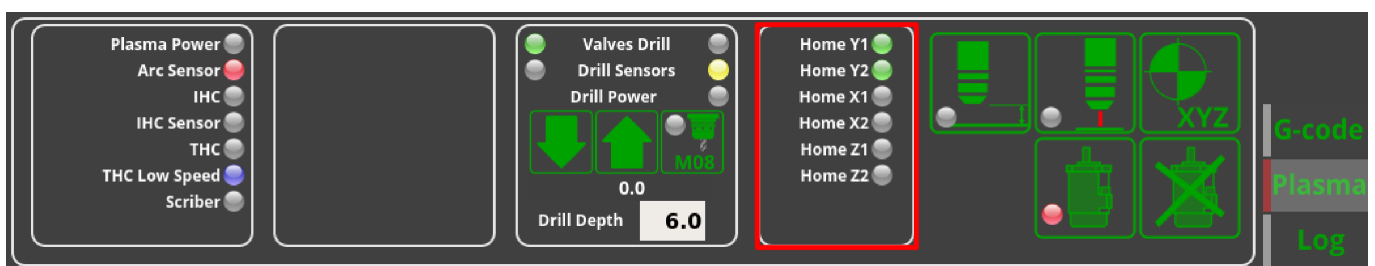 Plasma Power
Arc Sensor
IHC
IHC Sensor
THC
THC Low Speed
Scriber
Valves Drill
Drill Sensors
Drill Power
M08
0.0
Drill Depth 6.0
Home Y1
Home Y2
Home X1
Home X2
Home Z1
Home Z2
XYZ
G-code
Plasma
Log